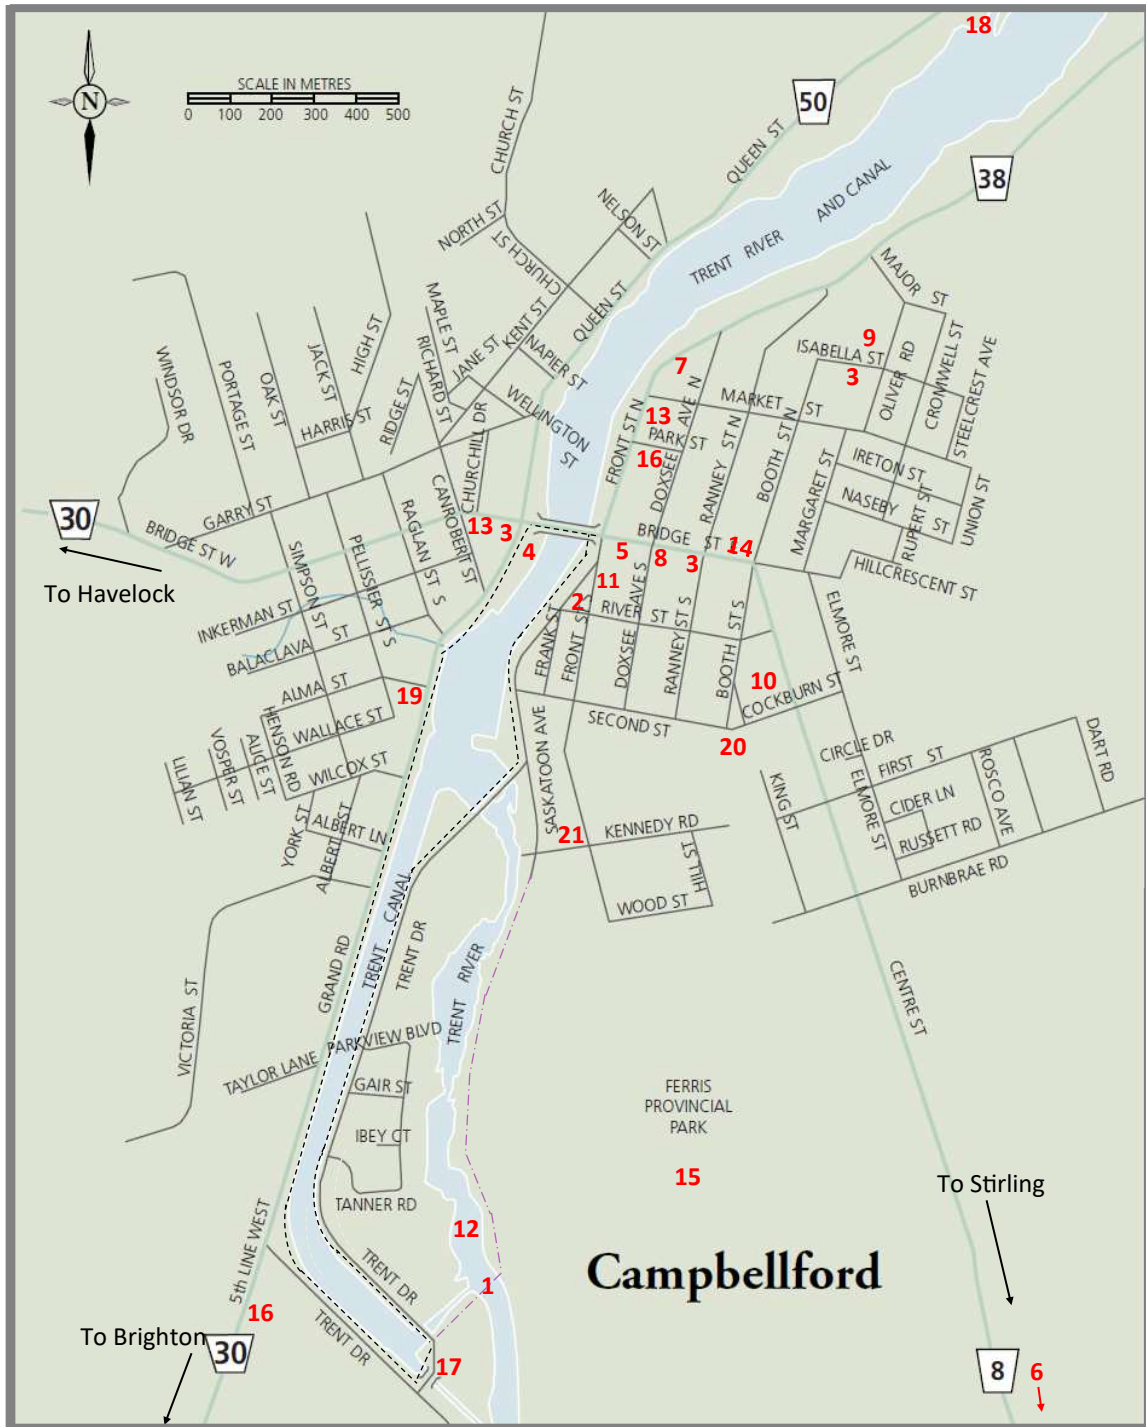 18
N
SCALE IN METRES
0 100 200 300 400 500
50
38
CHURCH ST
QUEEN ST
TRENT RIVER AND CANAL
NELSON ST
NORTH ST
CHURCH ST
KENT ST
QUEEN ST
NAPIER ST
JANE ST
MAPLE ST
RICHARD ST
WELLINGTON ST
CHURCHILL DR
HIGH ST
JACK ST
OAK ST
PORTAGE ST
WINDSOR DR
HARRIS ST
RIDGE ST
MAJOR ST
9
ISABELLA ST
3
OLIVER RD
CROMWELL ST
STEELCREST AVE
7
MARKET ST
13
PARK ST
16
FRONT ST N
DOXSEE AVE N
RANNEY ST N
BOOTH ST N
MARGARET ST
IRETON ST
NASEBY ST
RUPERT ST
UNION ST
HILLCRESCENT ST
30
To Havelock
BRIDGE ST W
GARRY ST
SIMPSON ST
PELLISSIER ST S
RAGLAN ST S
CANROBERT ST
13
3
4
5
BRIDGE ST E
8
3
14
11
2
INKERMAN ST
BALACLAVA ST
ALMA ST
WALLACE ST
WILCOX ST
HENSON RD
ALICE ST
VOSPER ST
LILIAN ST
19
FRANK ST
FRONT ST S
RIVER ST
DOXSEE AVE S
RANNEY ST S
BOOTH ST S
ELMORE ST
10
COCKBURN ST
SECOND ST
20
SASKATOON AVE
CIRCLE DR
FIRST ST
ELMORE ST
KING ST
CIDER LN
RUSSETT RD
ROSCO AVE
DART RD
BURNBRAE RD
YORK ST
ALBERT ST
ALBERT LN
21
KENNEDY RD
HILL ST
WOOD ST
TRENT CANAL
TRENT DR
TRENT RIVER
GRAND RD
VICTORIA ST
TAYLOR LANE
PARKVIEW BLVD
GAIR ST
IBEY CT
TANNER RD
CENTRE ST
FERRIS
PROVINCIAL
PARK
15
To Stirling
12
1
Campbellford
TRENT DR
5th LINE WEST
16
To Brighton
30
TRENT DR
17
8
6